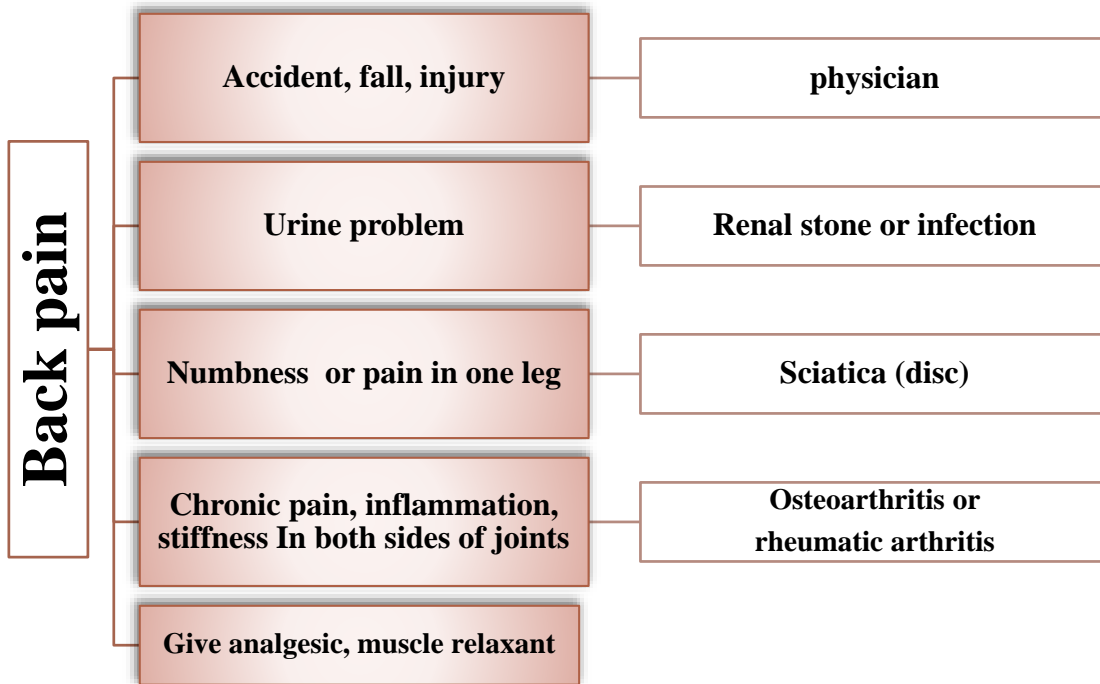 Back pain
Accident, fall, injury
physician
Urine problem
Renal stone or infection
Numbness or pain in one leg
Sciatica (disc)
Chronic pain, inflammation,
stiffness In both sides of joints
Osteoarthritis or
rheumatic arthritis
Give analgesic, muscle relaxant